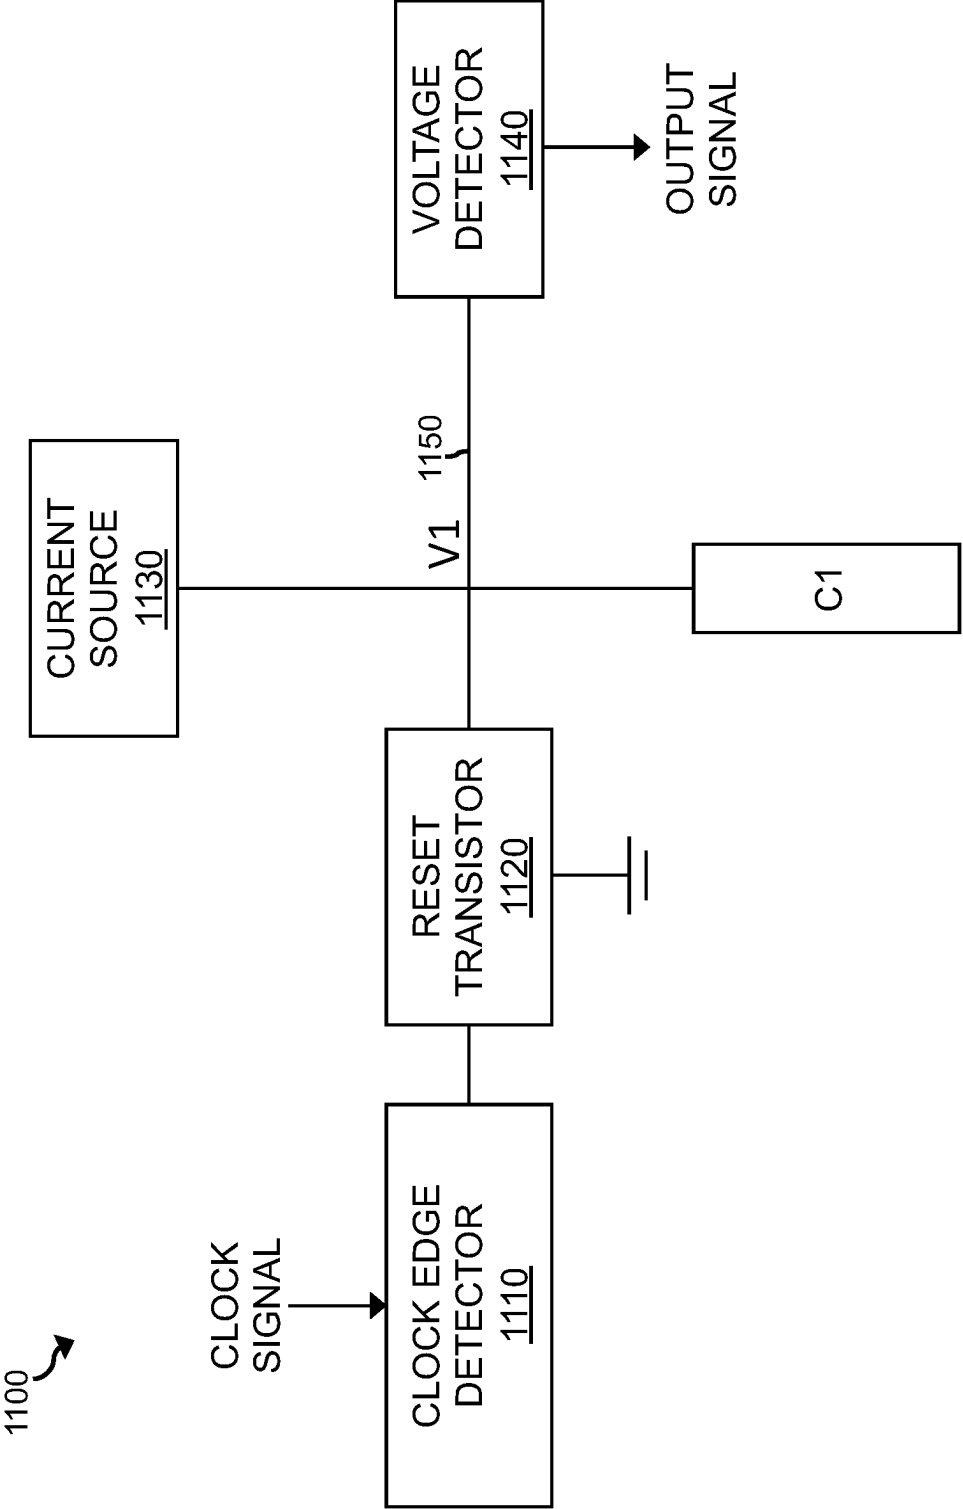 1100
CLOCK
SIGNAL
CLOCK EDGE
DETECTOR
1110
RESET
TRANSISTOR
1120
CURRENT
SOURCE
1130
V1
1150
C1
VOLTAGE
DETECTOR
1140
OUTPUT
SIGNAL